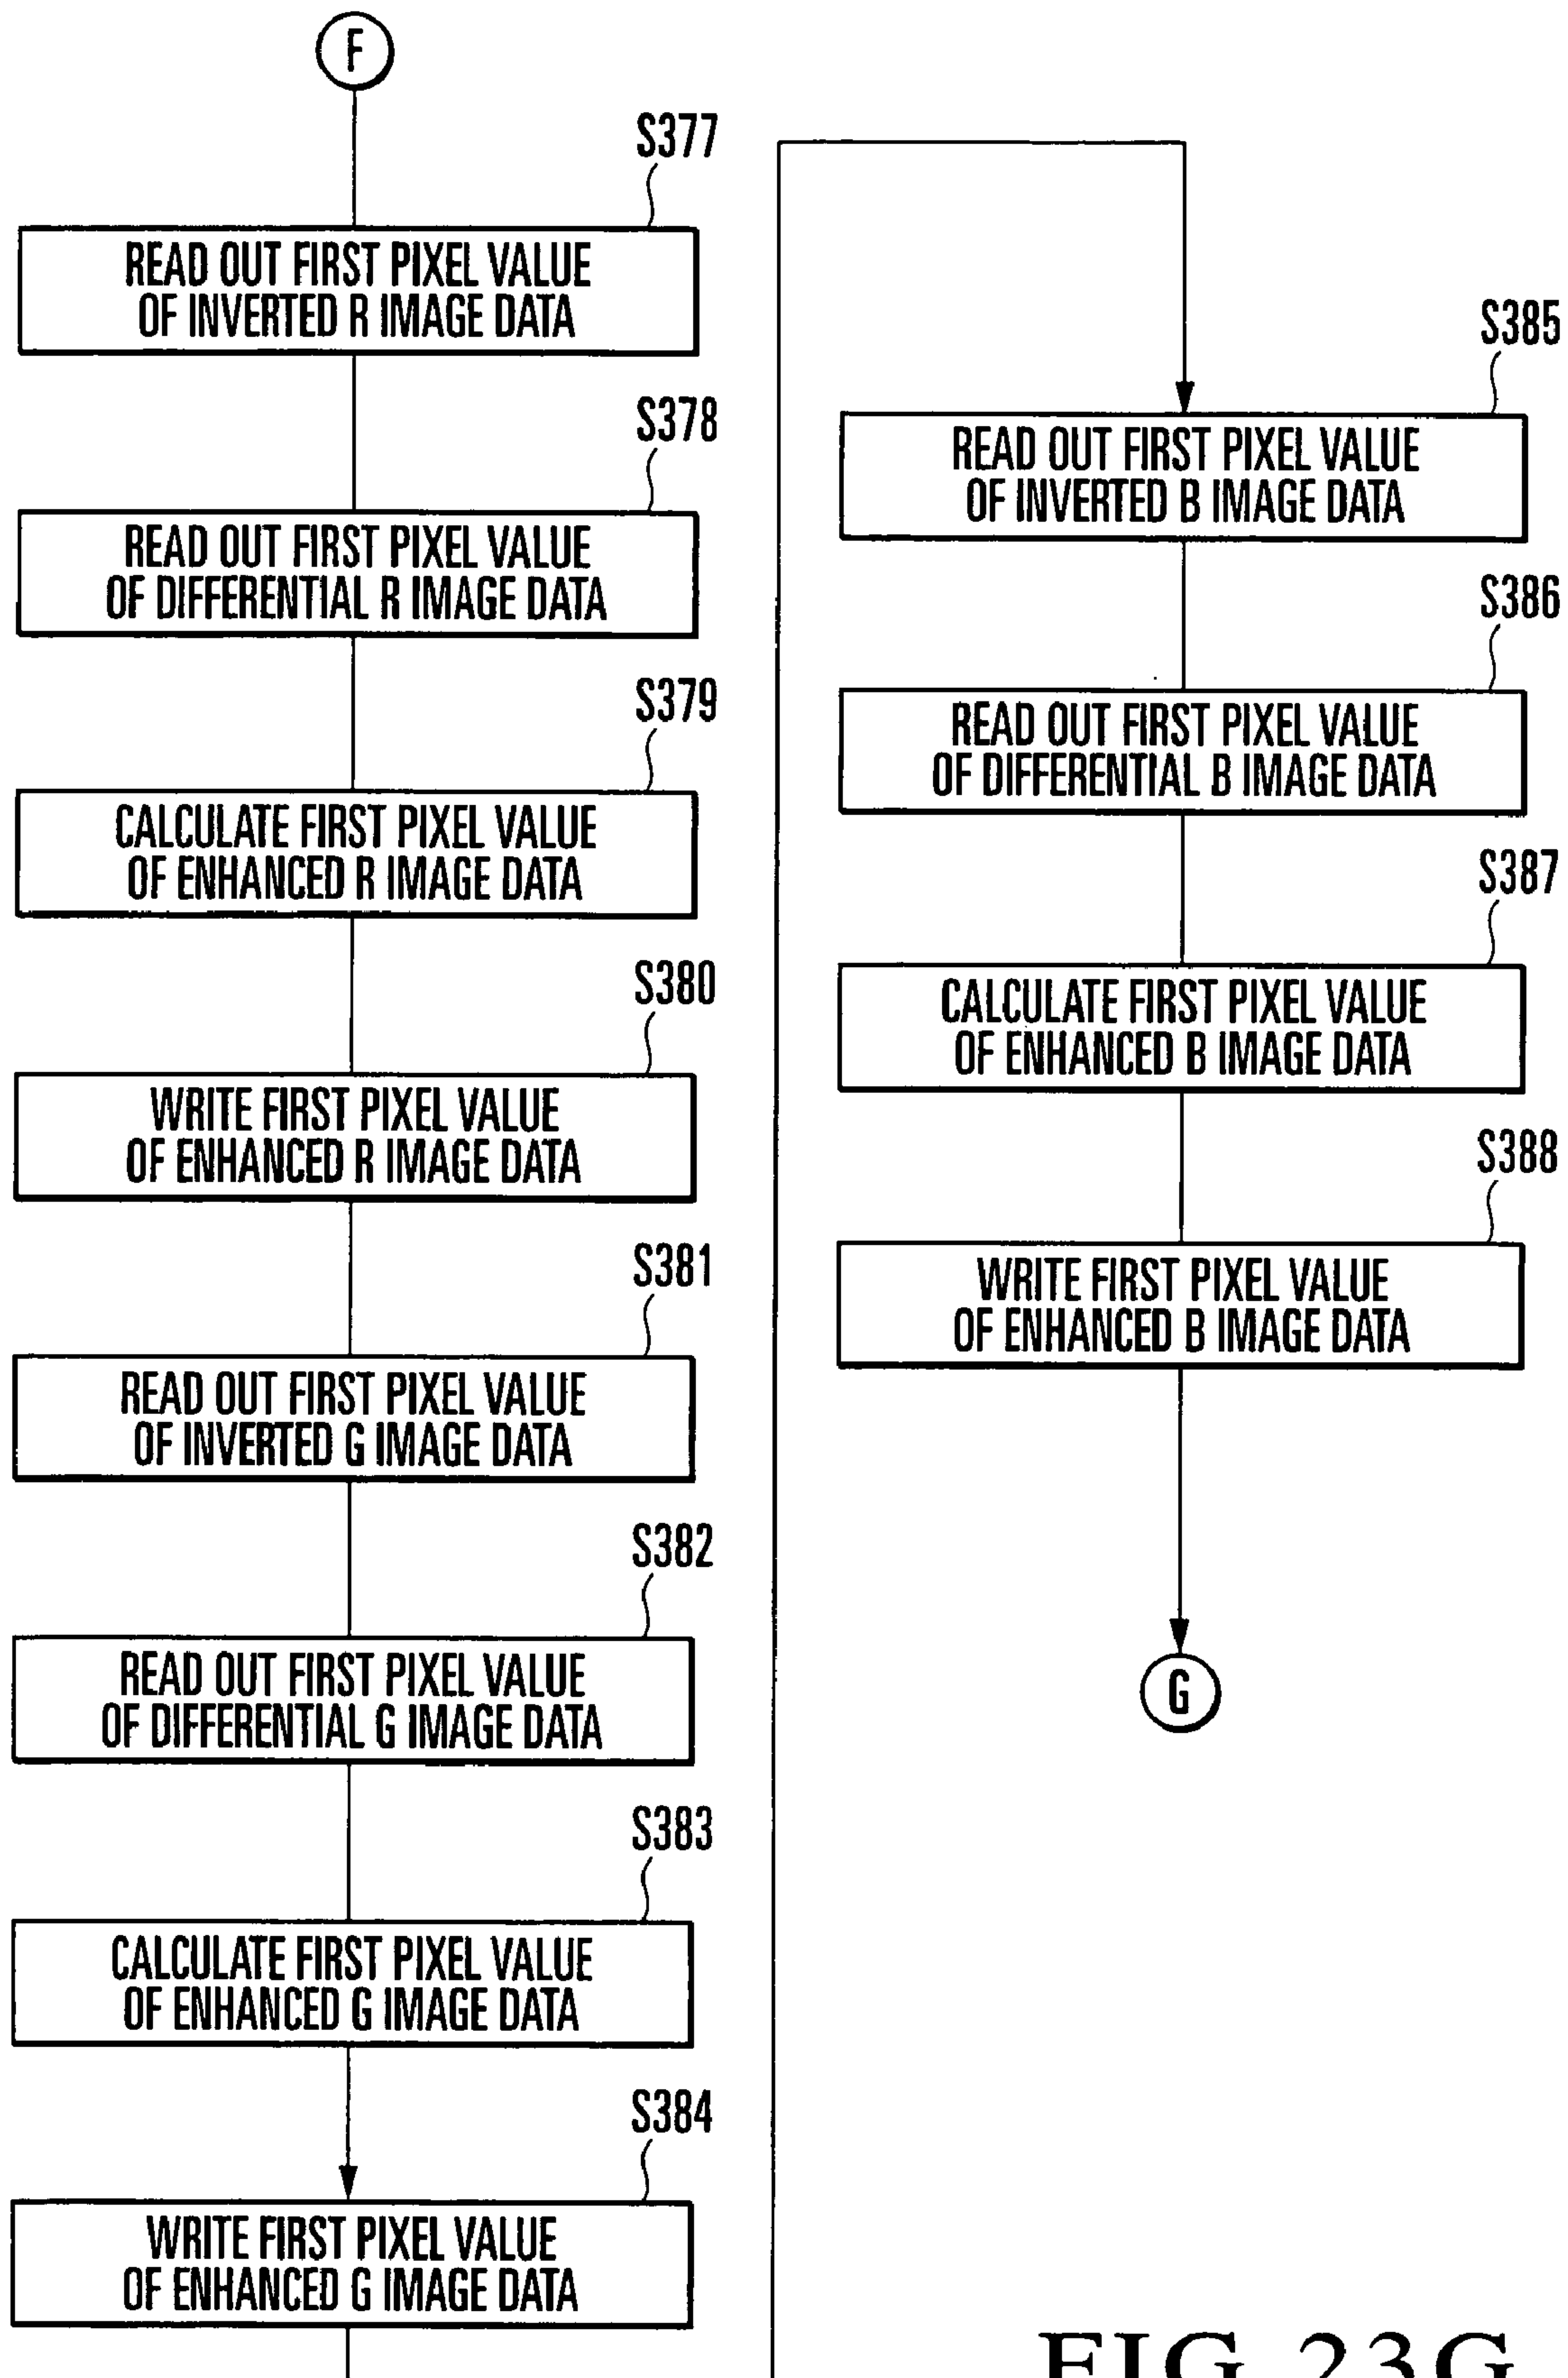 F
S377
READ OUT FIRST PIXEL VALUE
OF INVERTED R IMAGE DATA
S378
READ OUT FIRST PIXEL VALUE
OF DIFFERENTIAL R IMAGE DATA
S379
CALCULATE FIRST PIXEL VALUE
OF ENHANCED R IMAGE DATA
S380
WRITE FIRST PIXEL VALUE
OF ENHANCED R IMAGE DATA
S381
READ OUT FIRST PIXEL VALUE
OF INVERTED G IMAGE DATA
S382
READ OUT FIRST PIXEL VALUE
OF DIFFERENTIAL G IMAGE DATA
S383
CALCULATE FIRST PIXEL VALUE
OF ENHANCED G IMAGE DATA
S384
WRITE FIRST PIXEL VALUE
OF ENHANCED G IMAGE DATA
S385
READ OUT FIRST PIXEL VALUE
OF INVERTED B IMAGE DATA
S386
READ OUT FIRST PIXEL VALUE
OF DIFFERENTIAL B IMAGE DATA
S387
CALCULATE FIRST PIXEL VALUE
OF ENHANCED B IMAGE DATA
S388
WRITE FIRST PIXEL VALUE
OF ENHANCED B IMAGE DATA
G
FIG.23G